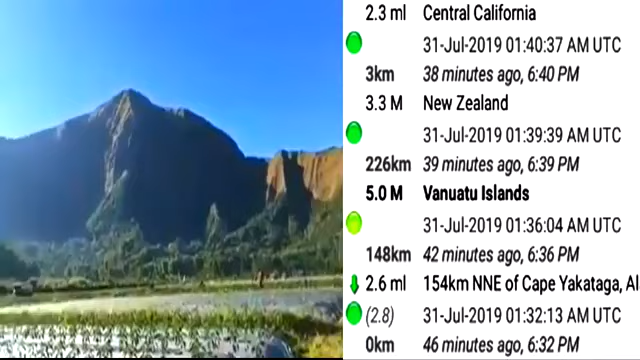 2.3 ml Central California
31-Jul-2019 01:40:37 AM UTC
3km 38 minutes ago, 6:40 PM
3.3 M New Zealand
31-Jul-2019 01:39:39 AM UTC
226km 39 minutes ago, 6:39 PM
5.0 M Vanuatu Islands
31-Jul-2019 01:36:04 AM UTC
148km 42 minutes ago, 6:36 PM
2.6 ml 154km NNE of Cape Yakataga, Al
(2.8) 31-Jul-2019 01:32:13 AM UTC
0km 46 minutes ago, 6:32 PM